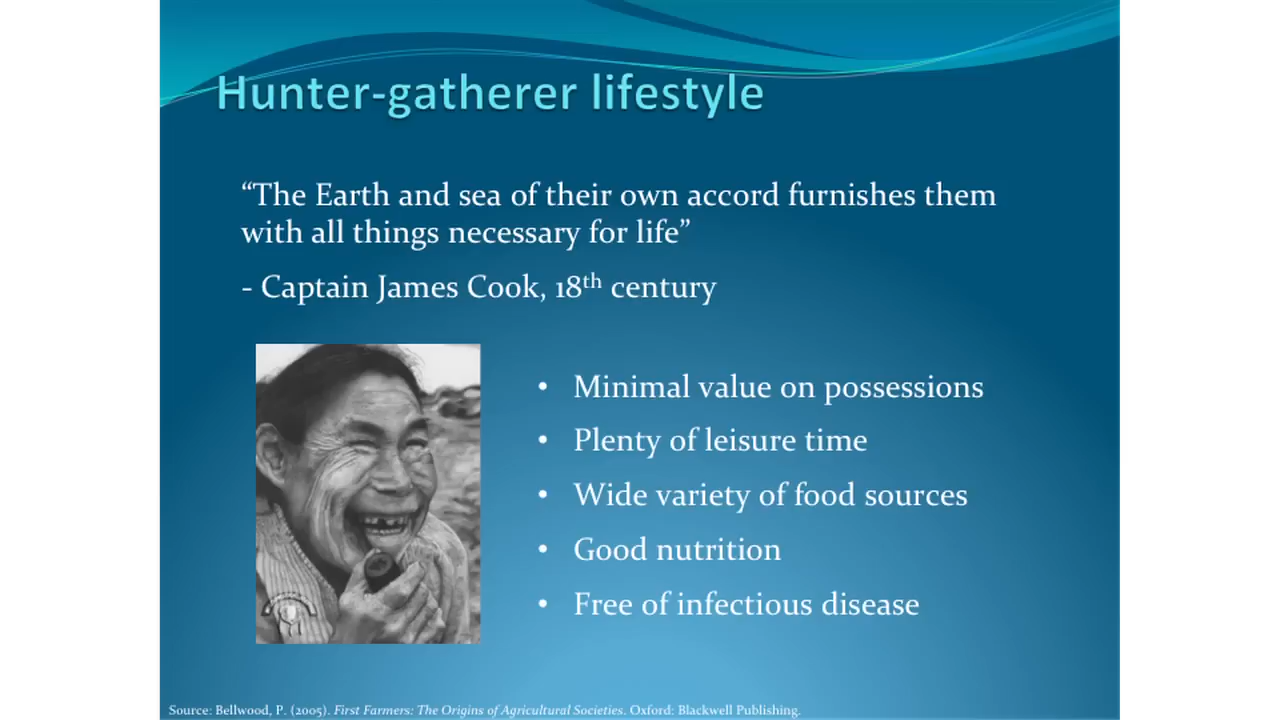 Hunter-gatherer lifestyle
“The Earth and sea of their own accord furnishes them
with all things necessary for life”
- Captain James Cook, 18th century
• Minimal value on possessions
• Plenty of leisure time
• Wide variety of food sources
• Good nutrition
• Free of infectious disease
Source: Bellwood, P. (2005). First Farmers: The Origins of Agricultural Societies. Oxford: Blackwell Publishing.